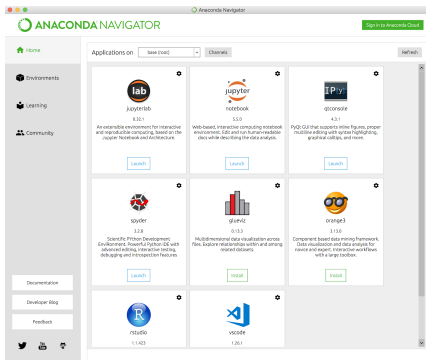 Anaconda Navigator
ANACONDA NAVIGATOR
Sign in to Anaconda Cloud
Home
Applications on
base (root)
Channels
Refresh
Environments
Learning
Community
Documentation
Developer Blog
Feedback
lab
jupyterlab
0.32.1
An extensible environment for interactive
and reproducible computing, based on the
Jupyter Notebook and Architecture.
Launch
jupyter
notebook
5.5.0
Web-based, interactive computing notebook
environment. Edit and run human-readable
docs while describing the data analysis.
Launch
IP[y]:
qtconsole
4.3.1
PyQt GUI that supports inline figures, proper
multiline editing with syntax highlighting,
graphical calltips, and more.
Launch
spyder
3.2.8
Scientific PYthon Development
EnviRonment. Powerful Python IDE with
advanced editing, interactive testing,
debugging and introspection features
Launch
glueviz
0.13.3
Multidimensional data visualization across
files. Explore relationships within and among
related datasets.
Install
orange3
3.13.0
Component based data mining framework.
Data visualization and data analysis for
novice and expert. Interactive workflows
with a large toolbox.
Install
R
rstudio
1.1.423
vscode
1.26.1